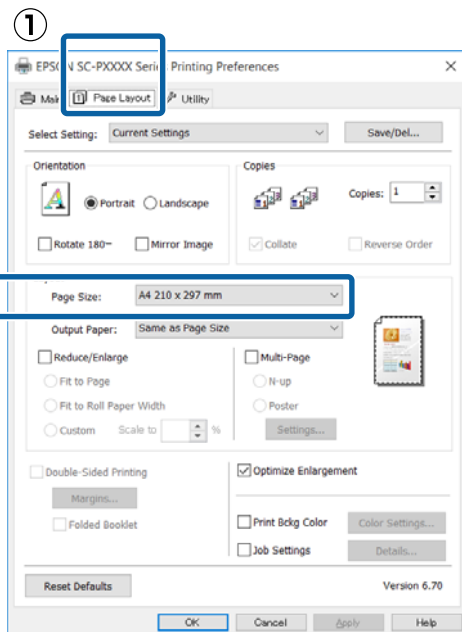 ①
EPSON SC-PXXXX Series Printing Preferences
Main Page Layout Utility
Select Setting: Current Settings Save/Del...
Orientation Copies
Portrait Landscape Copies: 1
Rotate 180° Mirror Image Collate Reverse Order
Page Size: A4 210 x 297 mm
Output Paper: Same as Page Size
Reduce/Enlarge Multi-Page
Fit to Page N-up
Fit to Roll Paper Width Poster
Custom Scale to % Settings...
Double-Sided Printing Optimize Enlargement
Margins...
Folded Booklet Print Bckg Color Color Settings...
Job Settings Details...
Reset Defaults Version 6.70
OK Cancel Apply Help